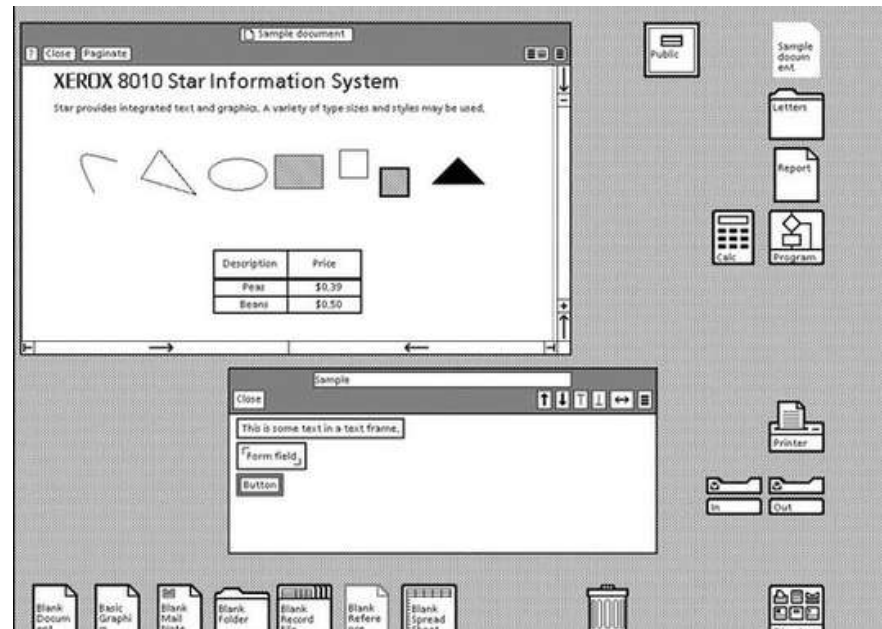 Sample document
? Close Paginate
XEROX 8010 Star Information System
Star provides integrated text and graphics. A variety of type sizes and styles may be used.
Description Price
Peas $0.39
Beans $0.50
Public
Sample
docum
ent
Letters
Report
Calc
Program
Sample
Close
This is some text in a text frame.
Form field
Button
Printer
In
Out
Blank
Docum
ent
Basic
Graphi
Blank
Mail
Note
Blank
Folder
Blank
Record
File
Blank
Refere
Blank
Spread
Sheet